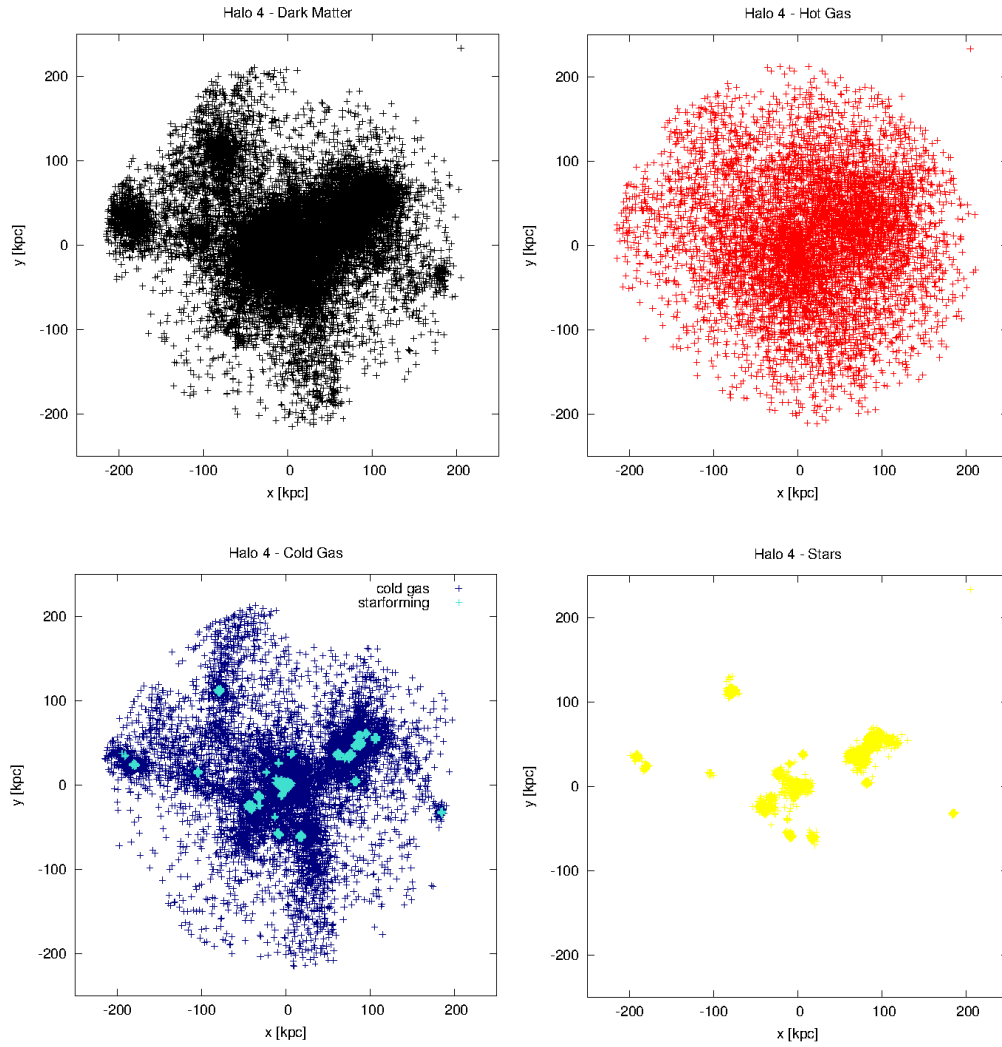 Halo 4 - Dark Matter
200
100
0
-100
-200
y [kpc]
-200 -100 0 100 200
x [kpc]
Halo 4 - Hot Gas
200
100
0
-100
-200
y [kpc]
-200 -100 0 100 200
x [kpc]
Halo 4 - Cold Gas
cold gas
starforming
200
100
0
-100
-200
y [kpc]
-200 -100 0 100 200
x [kpc]
Halo 4 - Stars
200
100
0
-100
-200
y [kpc]
-200 -100 0 100 200
x [kpc]